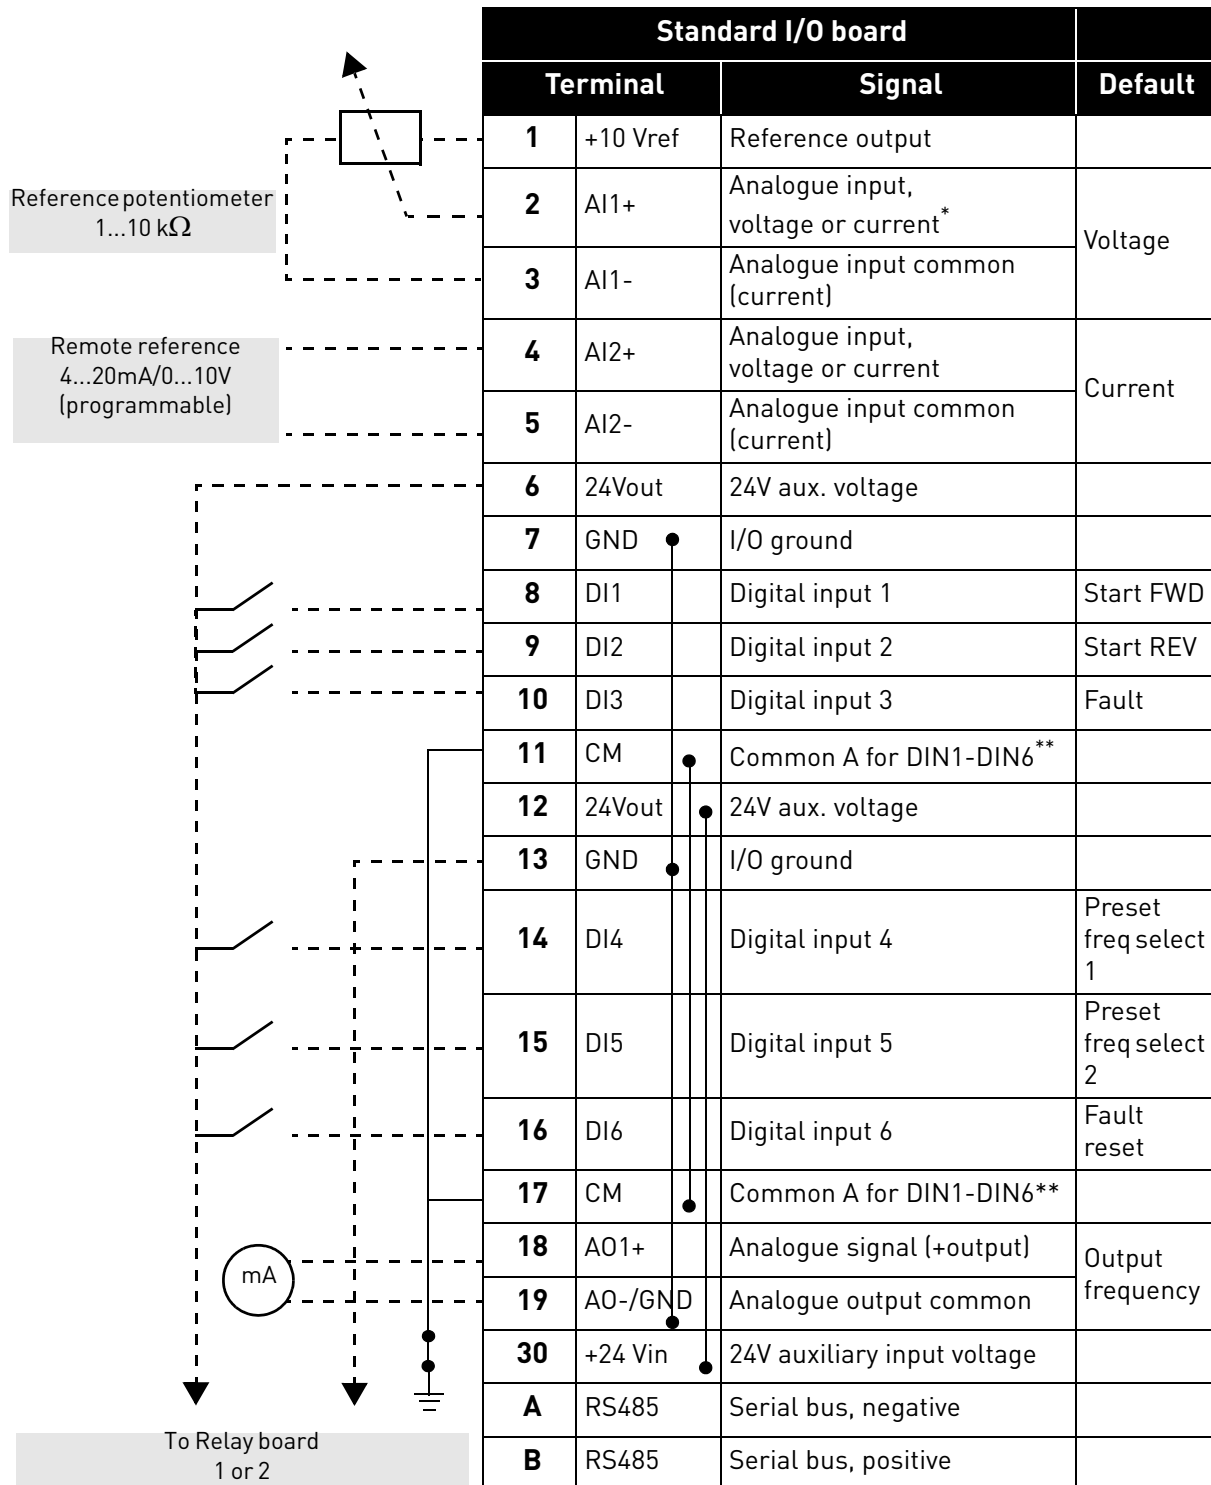 Standard I/O board
Terminal Signal Default
1 +10 Vref Reference output
Reference potentiometer
1...10 kΩ
2 AI1+ Analogue input,
voltage or current*
Voltage
3 AI1- Analogue input common
(current)
Remote reference
4...20mA/0...10V
(programmable)
4 AI2+ Analogue input,
voltage or current
Current
5 AI2- Analogue input common
(current)
6 24Vout 24V aux. voltage
7 GND I/O ground
8 DI1 Digital input 1 Start FWD
9 DI2 Digital input 2 Start REV
10 DI3 Digital input 3 Fault
11 CM Common A for DIN1-DIN6**
12 24Vout 24V aux. voltage
13 GND I/O ground
14 DI4 Digital input 4 Preset
freq select
1
15 DI5 Digital input 5 Preset
freq select
2
16 DI6 Digital input 6 Fault
reset
17 CM Common A for DIN1-DIN6**
18 AO1+ Analogue signal (+output)
Output
frequency
mA
19 AO-/GND Analogue output common
30 +24 Vin 24V auxiliary input voltage
A RS485 Serial bus, negative
To Relay board
1 or 2
B RS485 Serial bus, positive